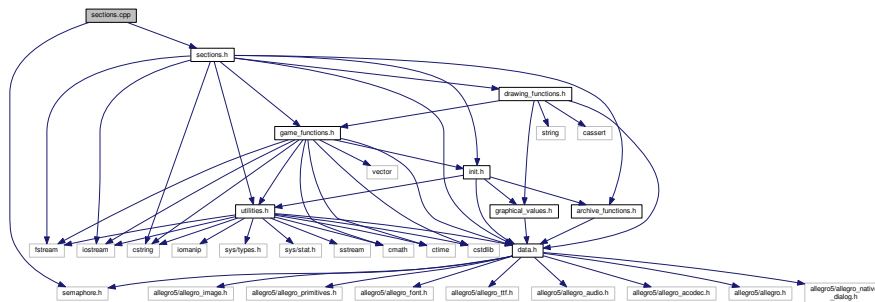 sections.cpp
sections.h
drawing_functions.h
game_functions.h
string
cassert
vector
init.h
utilities.h
graphical_values.h
archive_functions.h
fstream
iostream
cstring
iomanip
sys/types.h
sys/stat.h
sstream
cmath
ctime
cstdlib
data.h
semaphore.h
allegro5/allegro_image.h
allegro5/allegro_primitives.h
allegro5/allegro_font.h
allegro5/allegro_ttf.h
allegro5/allegro_audio.h
allegro5/allegro_acodec.h
allegro5/allegro.h
allegro5/allegro_native
_dialog.h